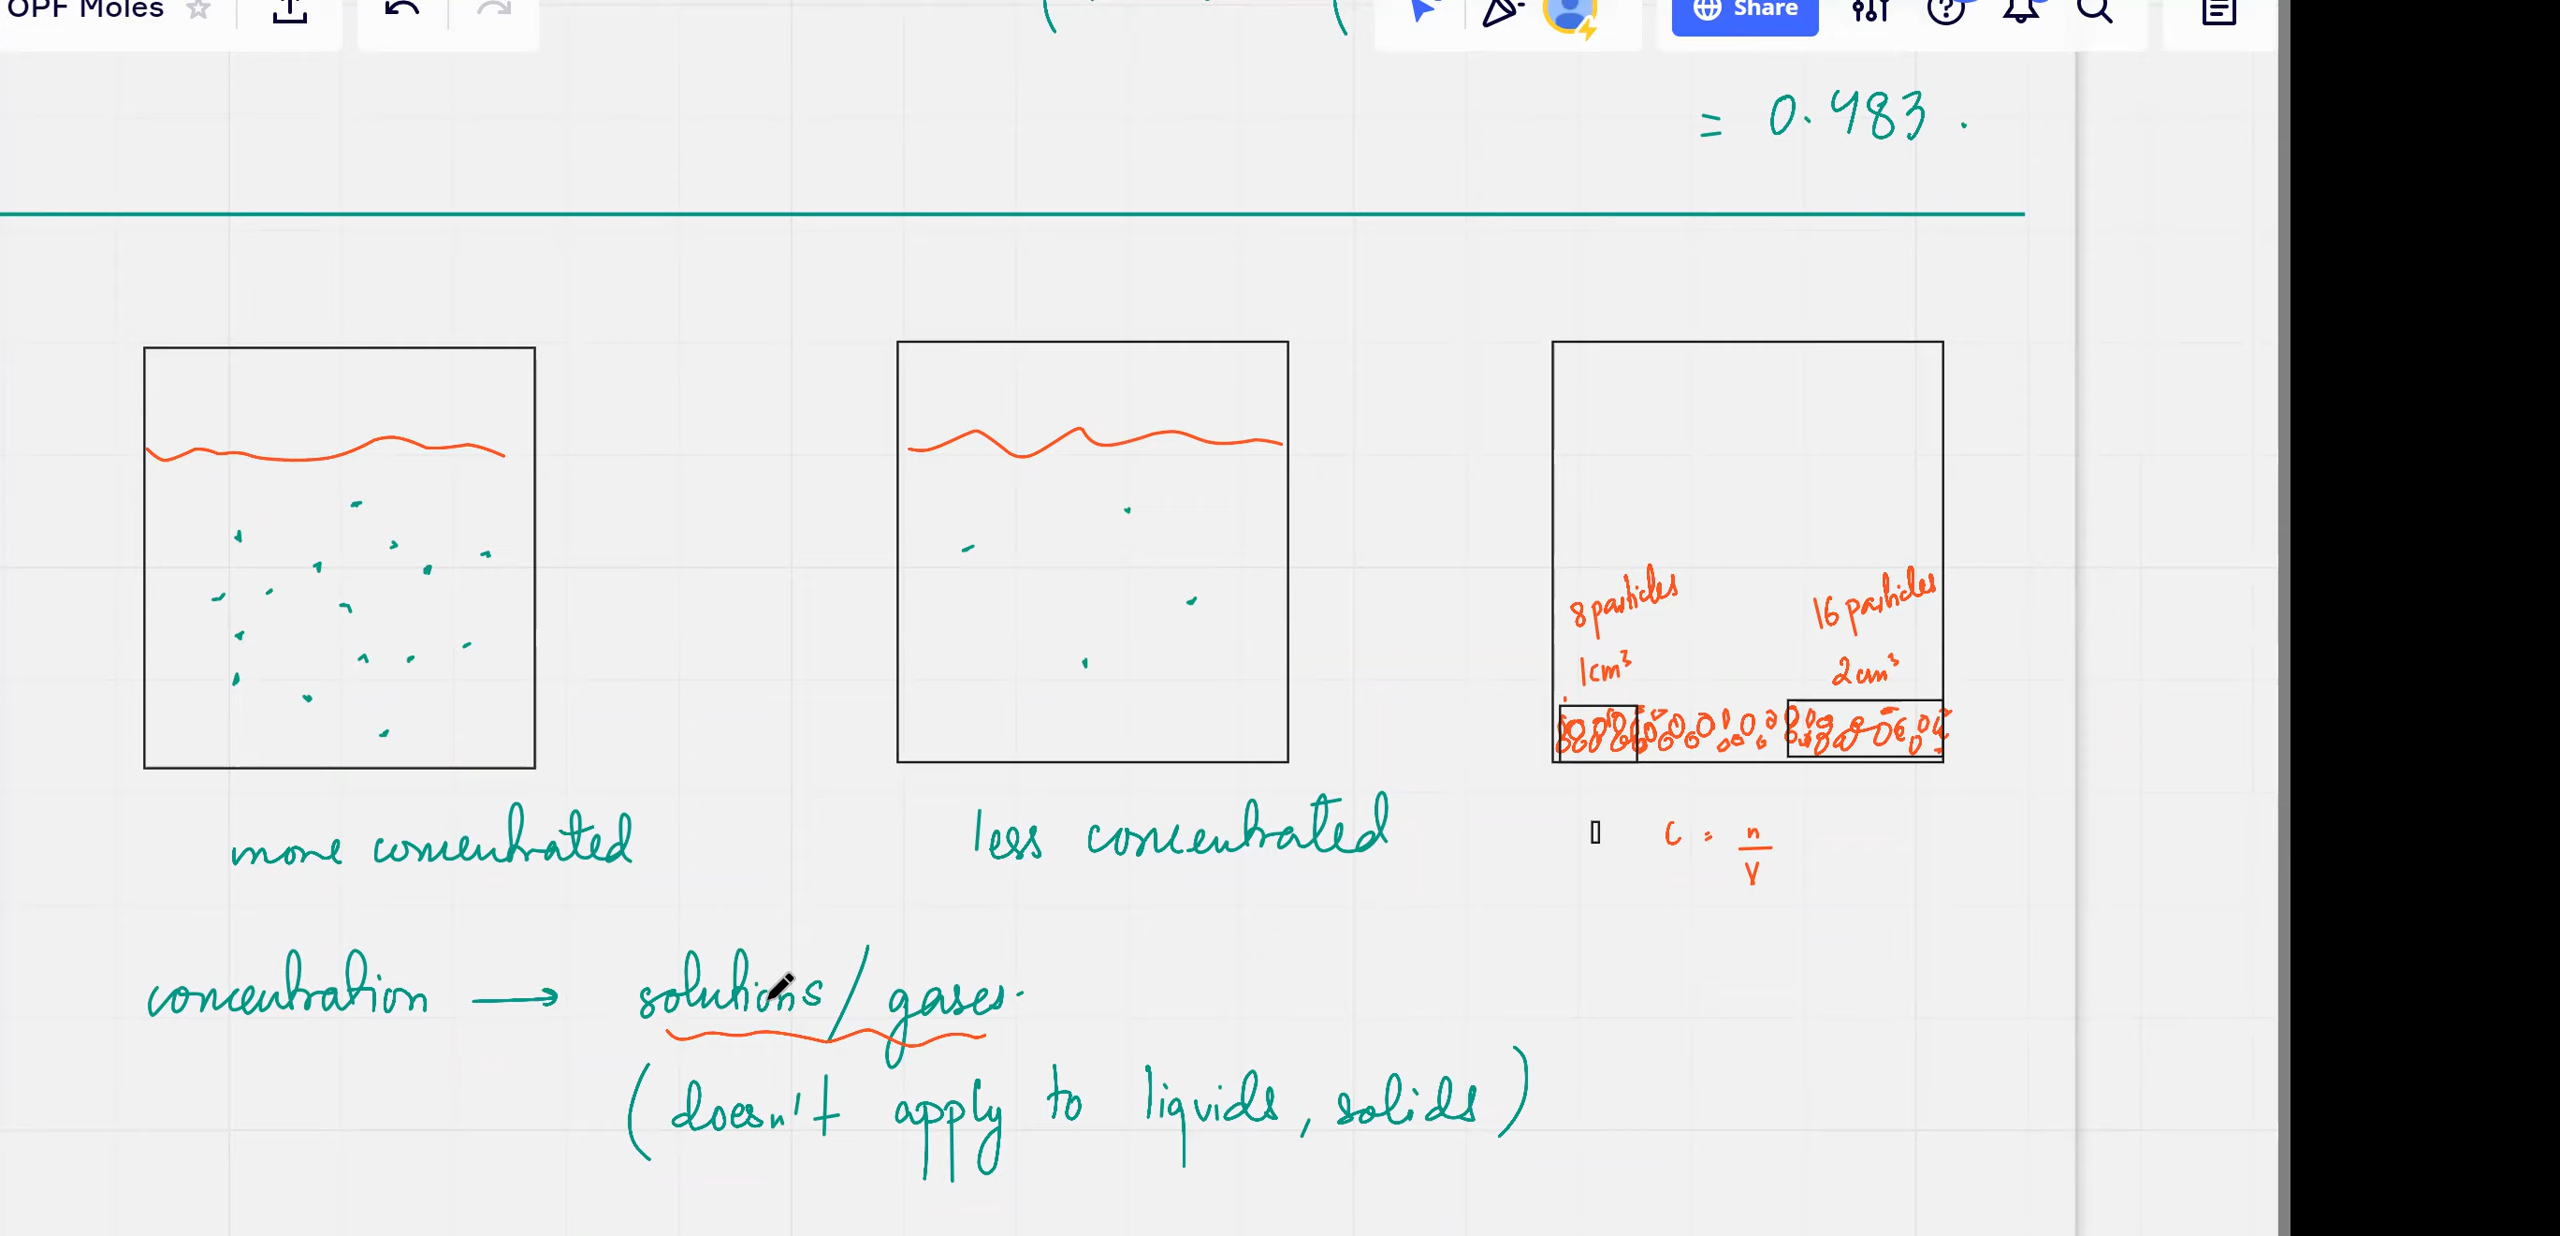 OPF Moles
Share
= 0.483.
8 particles
1cm³
16 particles
2cm³
more concentrated
less concentrated
C = n/V
concentration → solutions/gases.
(doesn't apply to liquids, solids)